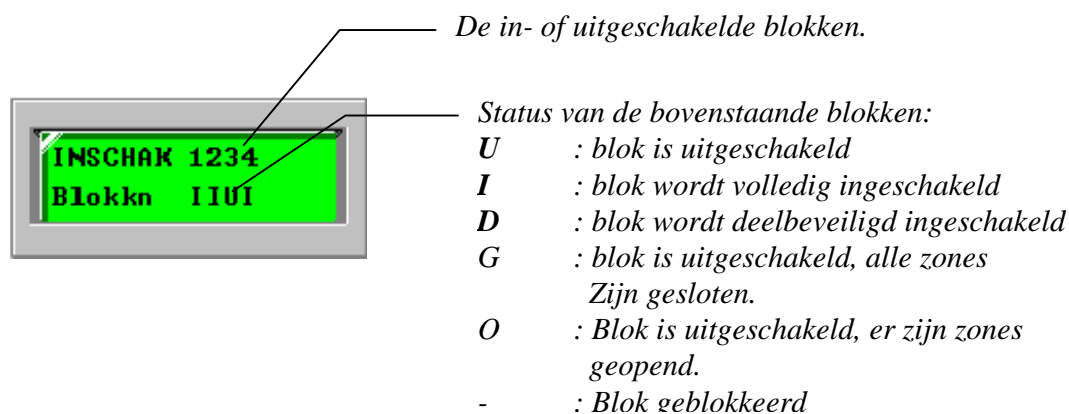 De in- of uitgeschakelde blokken.
INSCHAK 1234
Blokkn IIUI
Status van de bovenstaande blokken:
U : blok is uitgeschakeld
I : blok wordt volledig ingeschakeld
D : blok wordt deelbeveiligd ingeschakeld
G : blok is uitgeschakeld, alle zones
Zijn gesloten.
O : Blok is uitgeschakeld, er zijn zones
geopend.
- : Blok geblokkeerd